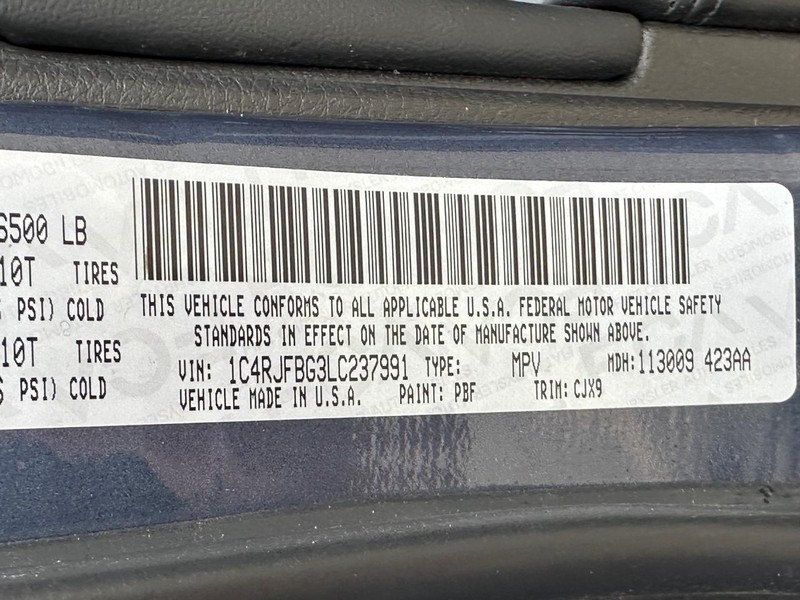 6500 LB
10T TIRES
PSI) COLD
10T TIRES
PSI) COLD
THIS VEHICLE CONFORMS TO ALL APPLICABLE U.S.A. FEDERAL MOTOR VEHICLE SAFETY
STANDARDS IN EFFECT ON THE DATE OF MANUFACTURE SHOWN ABOVE.
VIN: 1C4RJFBG3LC237991 TYPE: MPV MDH: 113009 423AA
VEHICLE MADE IN U.S.A. PAINT: PBF TRIM: CJX9